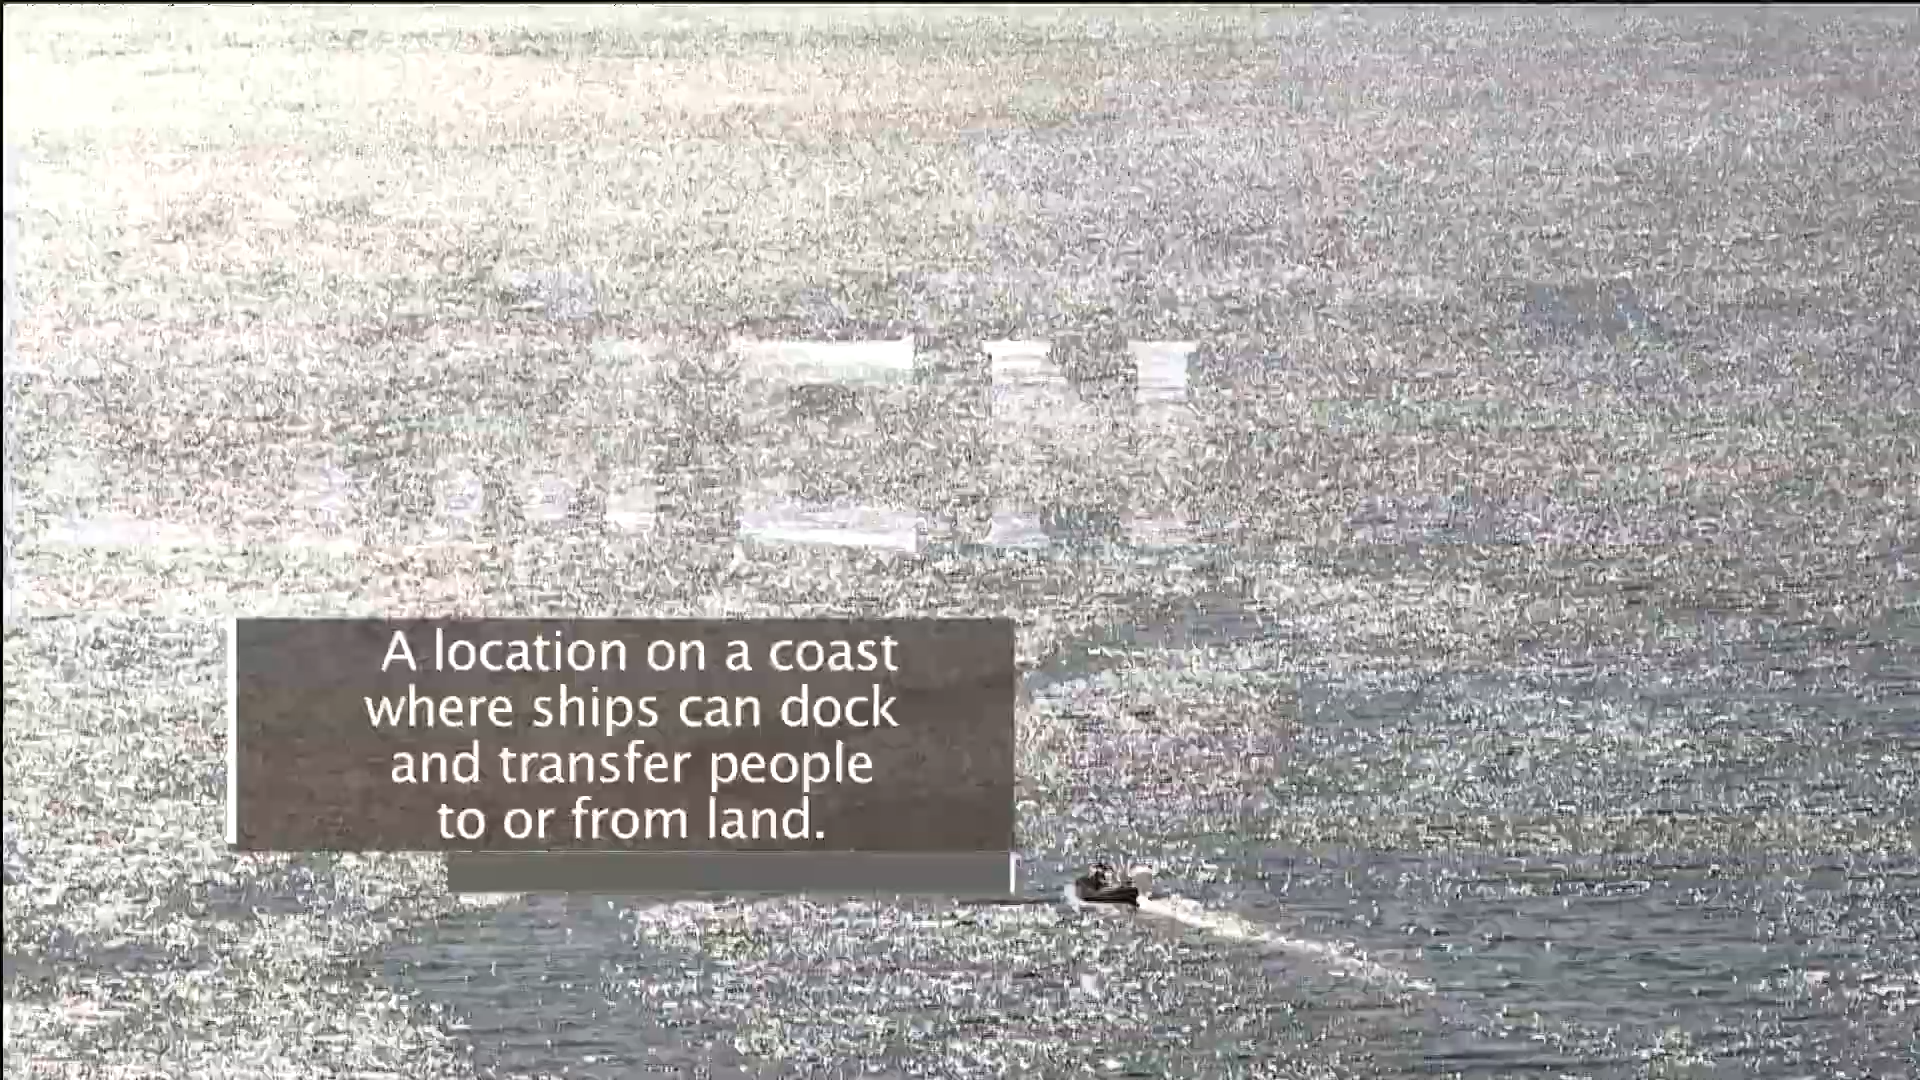 A location on a coast
where ships can dock
and transfer people
to or from land.